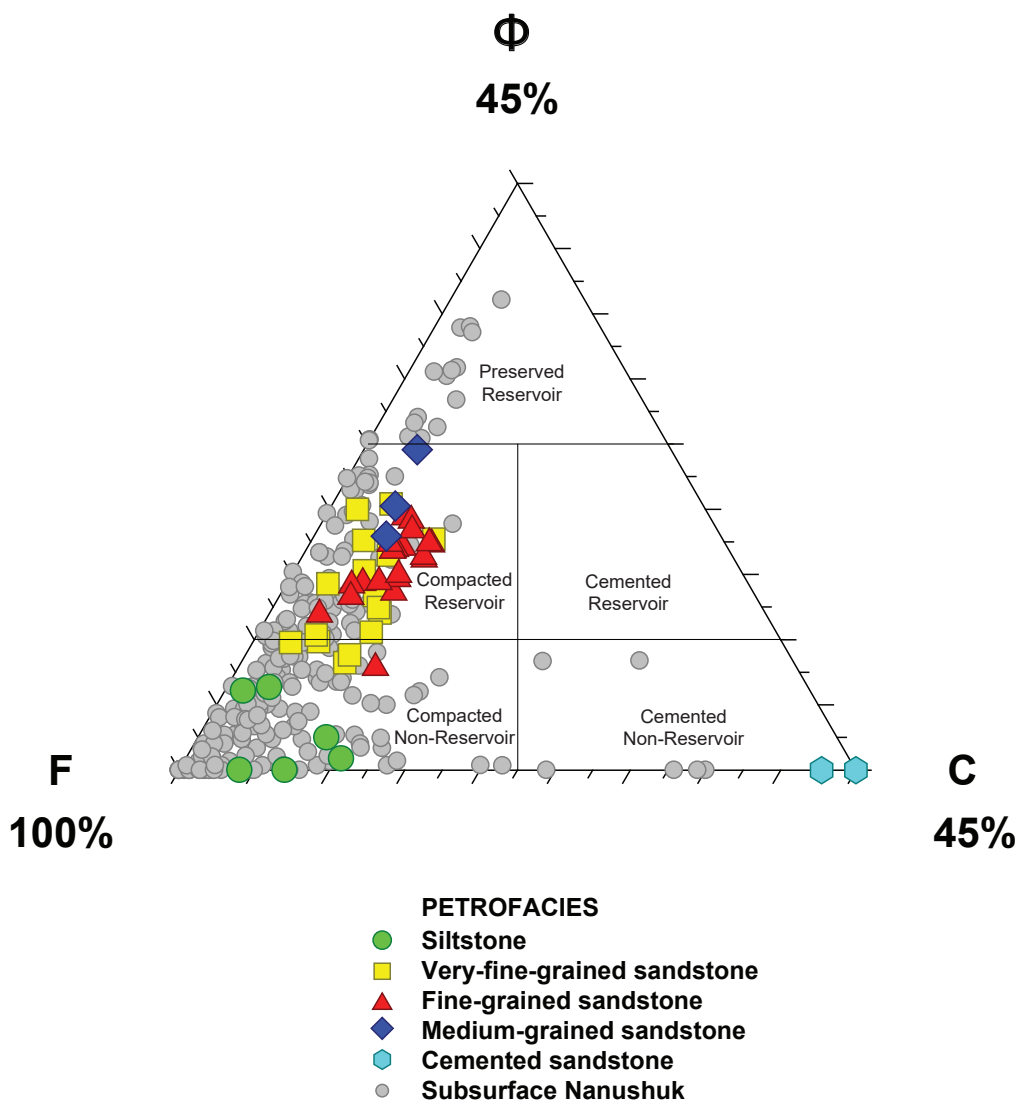 Φ
45%
Preserved
Reservoir
Compacted
Reservoir
Cemented
Reservoir
Compacted
Non-Reservoir
Cemented
Non-Reservoir
F
100%
C
45%
PETROFACIES
Siltstone
Very-fine-grained sandstone
Fine-grained sandstone
Medium-grained sandstone
Cemented sandstone
Subsurface Nanushuk